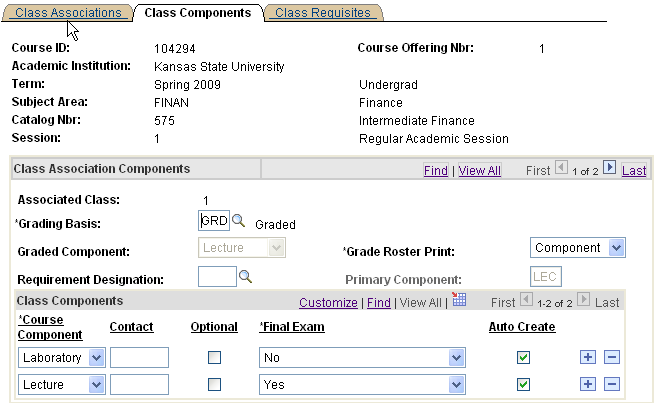 Class Associations Class Components Class Requisites
Course ID: 104294 Course Offering Nbr: 1
Academic Institution: Kansas State University
Term: Spring 2009 Undergrad
Subject Area: FINAN Finance
Catalog Nbr: 575 Intermediate Finance
Session: 1 Regular Academic Session
Class Association Components Find | View All First 1 of 2 Last
Associated Class: 1
*Grading Basis: GRD Graded
Graded Component: Lecture *Grade Roster Print: Component
Requirement Designation: Primary Component: LEC
Class Components Customize | Find | View All | First 1-2 of 2 Last
*Course Component Contact Optional *Final Exam Auto Create
Laboratory No
Lecture Yes